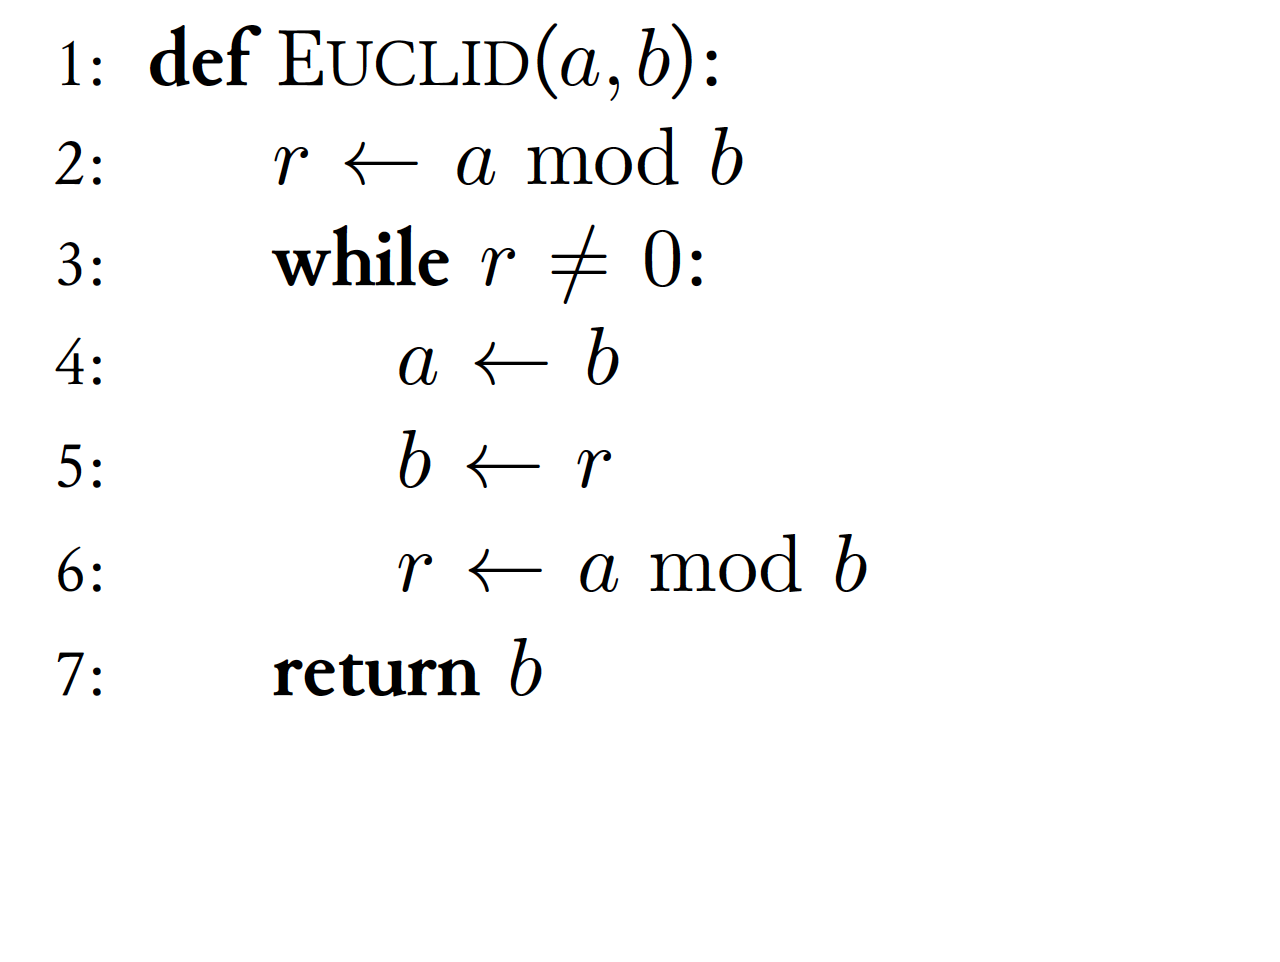 1: def EUCLID(a, b):
2: r ← a mod b
3: while r ≠ 0:
4: a ← b
5: b ← r
6: r ← a mod b
7: return b